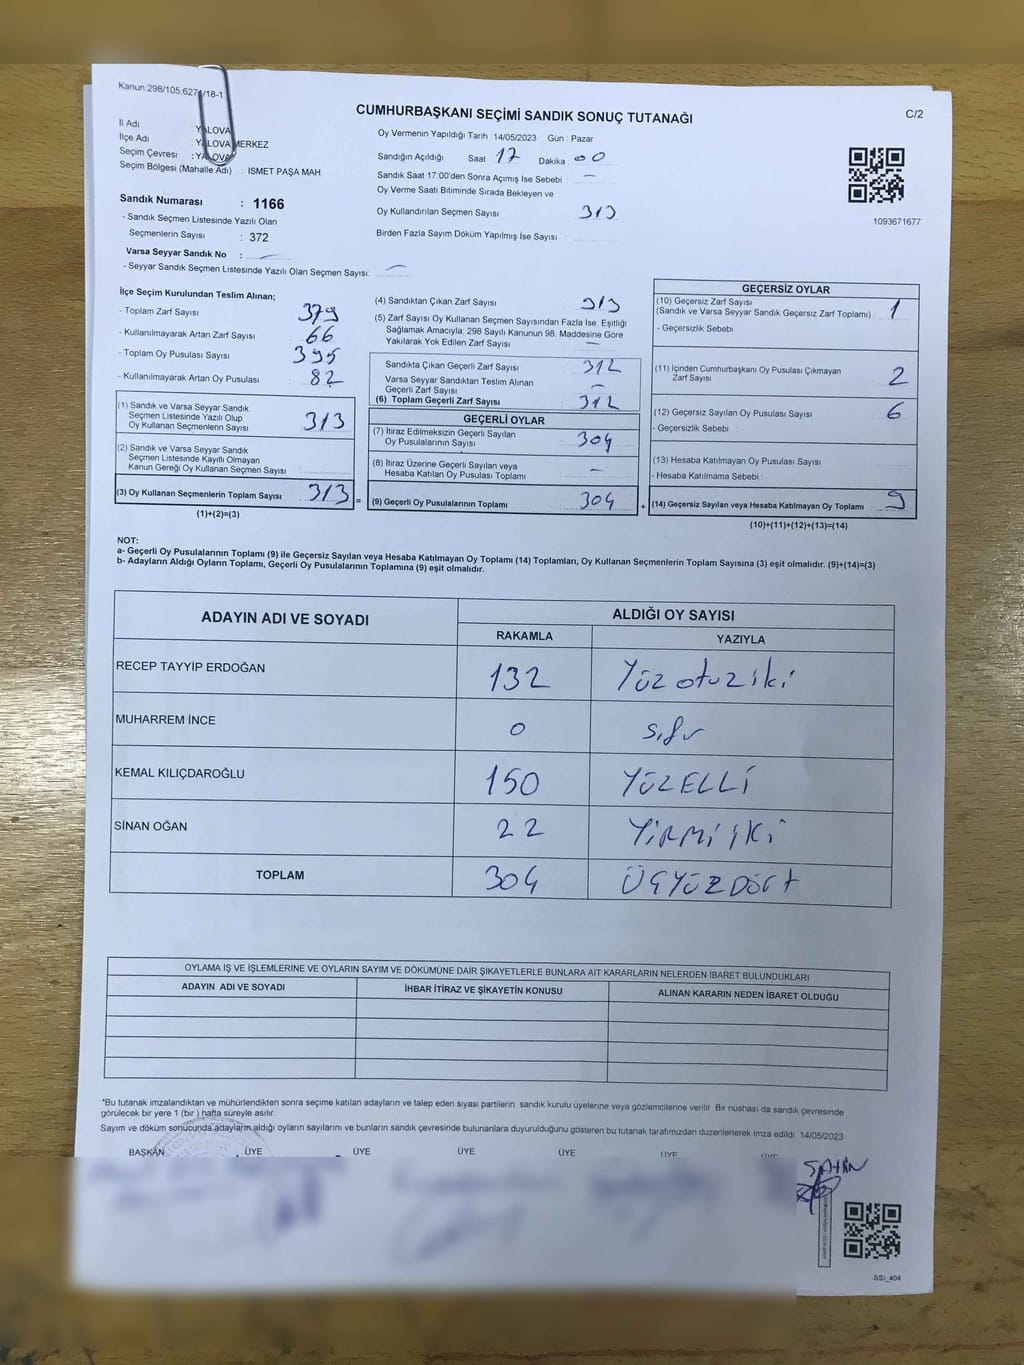 Kanun:298/105,627,/18-1
C/2
CUMHURBAŞKANI SEÇİMİ SANDIK SONUÇ TUTANAĞI
İl Adı : YALOVA
İlçe Adı : YALOVA MERKEZ
Seçim Çevresi : YALOVA
Seçim Bölgesi (Mahalle Adı) : İSMET PAŞA MAH.
Sandık Numarası : 1166
- Sandık Seçmen Listesinde Yazılı Olan
Seçmenlerin Sayısı : 372
Varsa Seyyar Sandık No : —
- Seyyar Sandık Seçmen Listesinde Yazılı Olan Seçmen Sayısı: —
Oy Vermenin Yapıldığı Tarih : 14/05/2023 Gün : Pazar
Sandığın Açıldığı Saat 17 Dakika : 00
Sandık Saat 17:00'den Sonra Açımış İse Sebebi : —
Oy Verme Saati Bitiminde Sırada Bekleyen ve
Oy Kullandırılan Seçmen Sayısı 313
Birden Fazla Sayım Döküm Yapılmış İse Sayısı :
1093671677
İlçe Seçim Kurulundan Teslim Alınan;
- Toplam Zarf Sayısı : 379
- Kullanılmayarak Artan Zarf Sayısı : 66
- Toplam Oy Pusulası Sayısı : 395
- Kullanılmayarak Artan Oy Pusulası : 82
(1) Sandık ve Varsa Seyyar Sandık
Seçmen Listesinde Yazılı Olup
Oy Kullanan Seçmenlerin Sayısı : 313
(2) Sandık ve Varsa Seyyar Sandık
Seçmen Listesinde Kayıtlı Olmayan
Kanun Gereği Oy Kullanan Seçmen Sayısı :
(3) Oy Kullanan Seçmenlerin Toplam Sayısı : 313 =
(1)+(2)=(3)
(4) Sandıktan Çıkan Zarf Sayısı : 313
(5) Zarf Sayısı Oy Kullanan Seçmen Sayısından Fazla İse, Eşitliği
Sağlamak Amacıyla, 298 Sayılı Kanunun 98. Maddesine Göre
Yakılarak Yok Edilen Zarf Sayısı : —
Sandıkta Çıkan Geçerli Zarf Sayısı : 312
Varsa Seyyar Sandıktan Teslim Alınan
Geçerli Zarf Sayısı : —
(6) Toplam Geçerli Zarf Sayısı : 312
GEÇERLİ OYLAR
(7) İtiraz Edilmeksizin Geçerli Sayılan
Oy Pusulalarının Sayısı : 304
(8) İtiraz Üzerine Geçerli Sayılan veya
Hesaba Katılan Oy Pusulası Toplamı : —
(9) Geçerli Oy Pusulalarının Toplamı : 304 +
GEÇERSİZ OYLAR
(10) Geçersiz Zarf Sayısı
(Sandık ve Varsa Seyyar Sandık Geçersiz Zarf Toplamı) : 1
- Geçersizlik Sebebi
(11) İçinden Cumhurbaşkanı Oy Pusulası Çıkmayan
Zarf Sayısı : 2
(12) Geçersiz Sayılan Oy Pusulası Sayısı : 6
- Geçersizlik Sebebi :
(13) Hesaba Katılmayan Oy Pusulası Sayısı :
- Hesaba Katılmama Sebebi :
(14) Geçersiz Sayılan veya Hesaba Katılmayan Oy Toplamı : 9
(10)+(11)+(12)+(13)=(14)
NOT:
a- Geçerli Oy Pusulalarının Toplamı (9) ile Geçersiz Sayılan veya Hesaba Katılmayan Oy Toplamı (14) Toplamları, Oy Kullanan Seçmenlerin Toplam Sayısına (3) eşit olmalıdır. (9)+(14)=(3)
b- Adayların Aldığı Oyların Toplamı, Geçerli Oy Pusulalarının Toplamına (9) eşit olmalıdır.
ADAYIN ADI VE SOYADI ALDIĞI OY SAYISI
RAKAMLA YAZIYLA
RECEP TAYYİP ERDOĞAN 132 Yüz otuz iki
MUHARREM İNCE 0 sıfır
KEMAL KILIÇDAROĞLU 150 YÜZELLİ
SİNAN OĞAN 22 YİRMİ İKİ
TOPLAM 304 ÜÇYÜZDÖRT
OYLAMA İŞ VE İŞLEMLERİNE VE OYLARIN SAYIM VE DÖKÜMÜNE DAİR ŞİKAYETLERLE BUNLARA AİT KARARLARIN NELERDEN İBARET BULUNDUKLARI
ADAYIN ADI VE SOYADI İHBAR İTİRAZ VE ŞİKAYETİN KONUSU ALINAN KARARIN NEDEN İBARET OLDUĞU
*Bu tutanak imzalandıktan ve mühürlendikten sonra seçime katılan adayların ve talep eden siyasi partilerin sandık kurulu üyelerine veya gözlemcilerine verilir. Bir nüshası da sandık çevresinde
görülecek bir yere 1 (bir ) hafta süreyle asılır.
Sayım ve döküm sonucunda adayların aldığı oyların sayılarını ve bunların sandık çevresinde bulunanlara duyurulduğunu gösteren bu tutanak tarafımızdan düzenlenerek imza edildi 14/05/2023
BAŞKAN ÜYE ÜYE ÜYE ÜYE ÜYE ÜYE
SSI_404